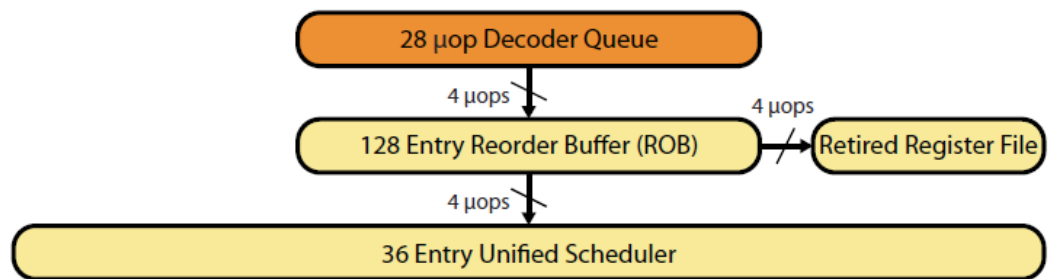 28 μop Decoder Queue
4 μops
4 μops
128 Entry Reorder Buffer (ROB)
Retired Register File
4 μops
36 Entry Unified Scheduler